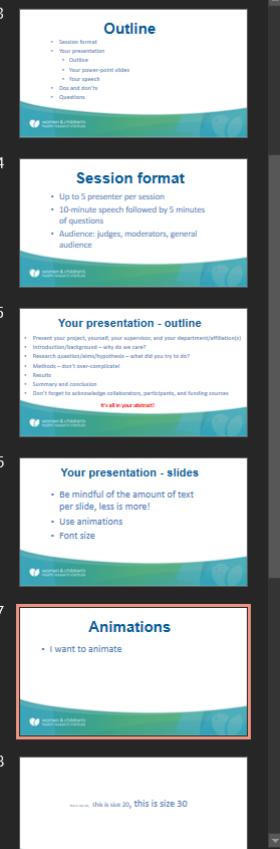 3
Outline
• Session format
• Your presentation
• Outline
• Your power-point slides
• Your speech
• Dos and don'ts
• Questions
women & children's
health research institute
4
Session format
• Up to 5 presenter per session
• 10-minute speech followed by 5 minutes
of questions
• Audience: judges, moderators, general
audience
women & children's
health research institute
5
Your presentation - outline
• Present your project, yourself, your supervisor, and your department/affiliation(s)
• Introduction/background – why do we care?
• Research question/aims/hypothesis – what did you try to do?
• Methods – don't over-complicate!
• Results
• Summary and conclusion
• Don't forget to acknowledge collaborators, participants, and funding sources
It's all in your abstract!
women & children's
health research institute
6
Your presentation - slides
• Be mindful of the amount of text
per slide, less is more!
• Use animations
• Font size
women & children's
health research institute
7
Animations
• I want to animate
women & children's
health research institute
8
this is size 20, this is size 30